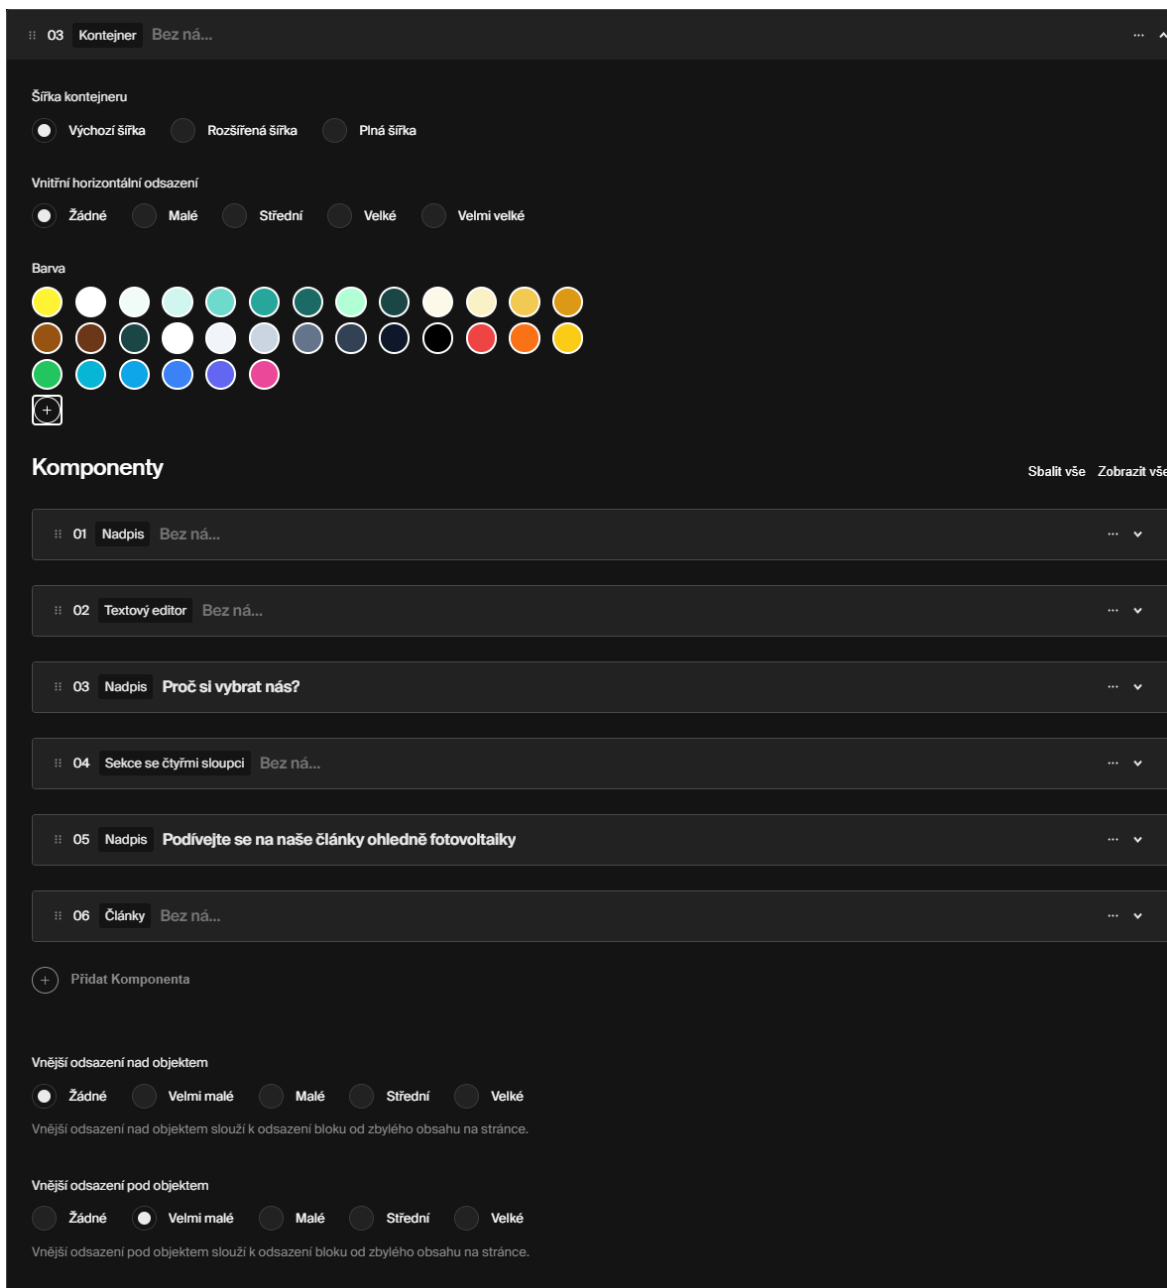 03 Kontejner Bez ná...
Šířka kontejneru
Výchozí šířka Rozšířená šířka Plná šířka
Vnitřní horizontální odsazení
Žádné Malé Střední Velké Velmi velké
Barva
Komponenty
Sbalit vše Zobrazit vše
01 Nadpis Bez ná...
02 Textový editor Bez ná...
03 Nadpis Proč si vybrat nás?
04 Sekce se čtyřmi sloupci Bez ná...
05 Nadpis Podívejte se na naše články ohledně fotovoltaiky
06 Články Bez ná...
Přidat Komponenta
Vnější odsazení nad objektem
Žádné Velmi malé Malé Střední Velké
Vnější odsazení nad objektem slouží k odsazení bloku od zbylého obsahu na stránce.
Vnější odsazení pod objektem
Žádné Velmi malé Malé Střední Velké
Vnější odsazení pod objektem slouží k odsazení bloku od zbylého obsahu na stránce.